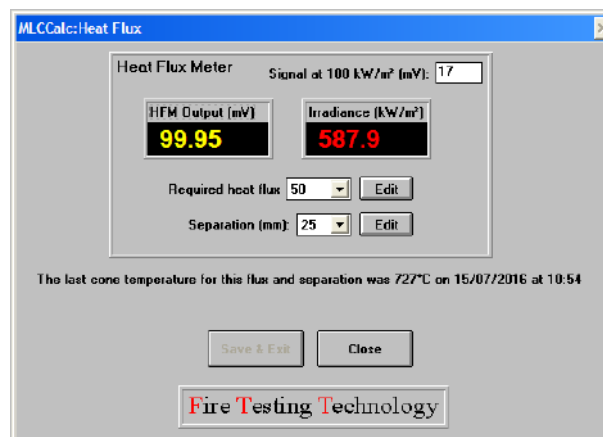 MLCCalc:Heat Flux
Heat Flux Meter
Signal at 100 kW/m² (mV): 17
HFM Output (mV)
99.95
Irradiance (kW/m²)
587.9
Required heat flux 50 Edit
Separation (mm): 25 Edit
The last cone temperature for this flux and separation was 727°C on 15/07/2016 at 10:54
Save & Exit Close
Fire Testing Technology